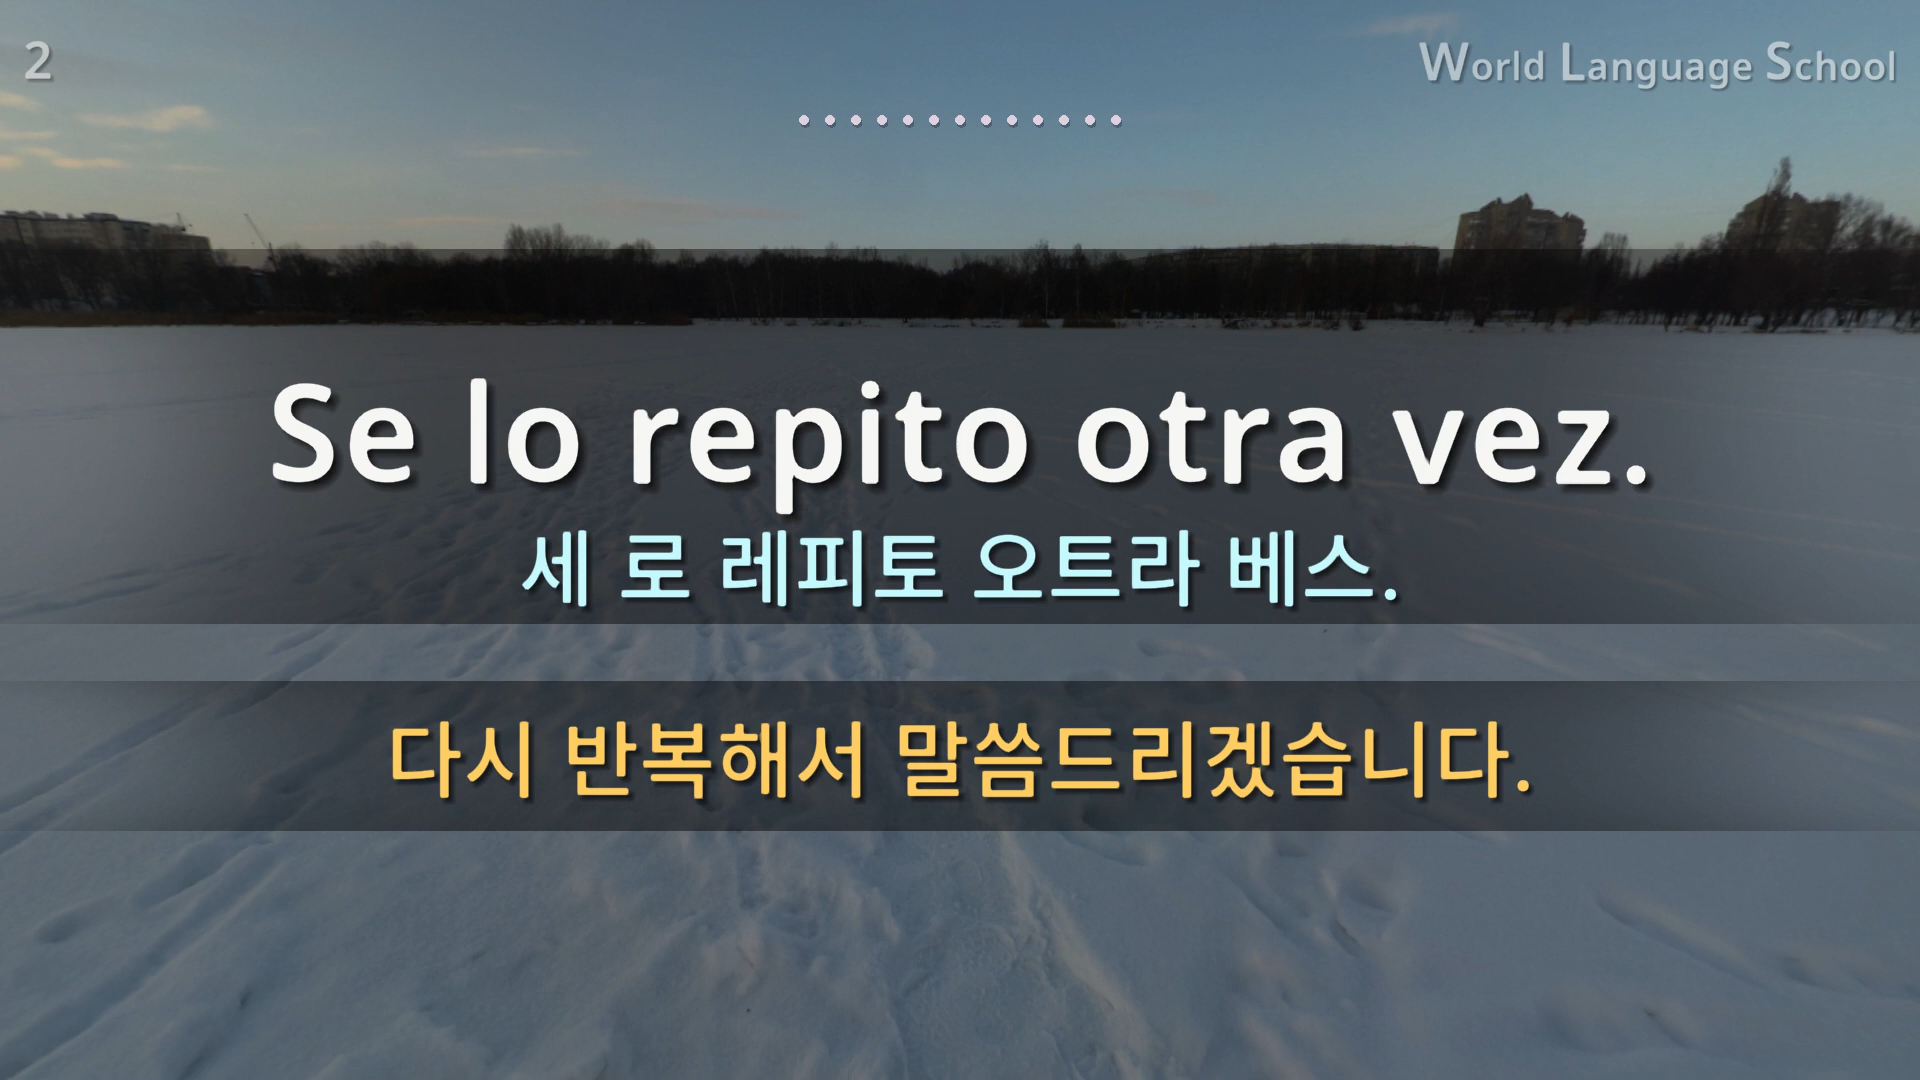 2
World Language School
Se lo repito otra vez.
세 로 레피토 오트라 베스.
다시 반복해서 말씀드리겠습니다.